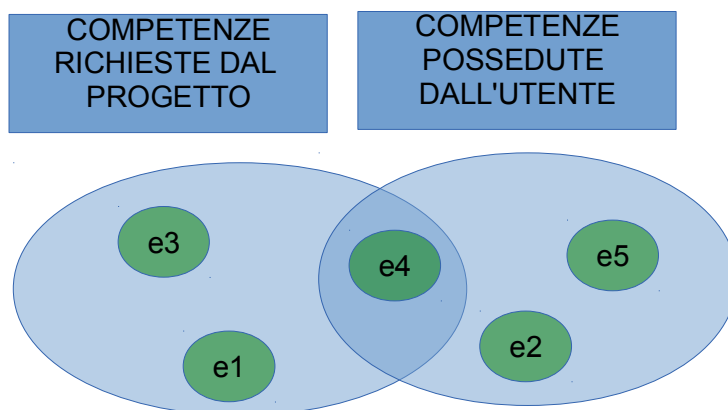 COMPETENZE
RICHIESTE DAL
PROGETTO
COMPETENZE
POSSEDUTE
DALL'UTENTE
e3
e4
e5
e1
e2